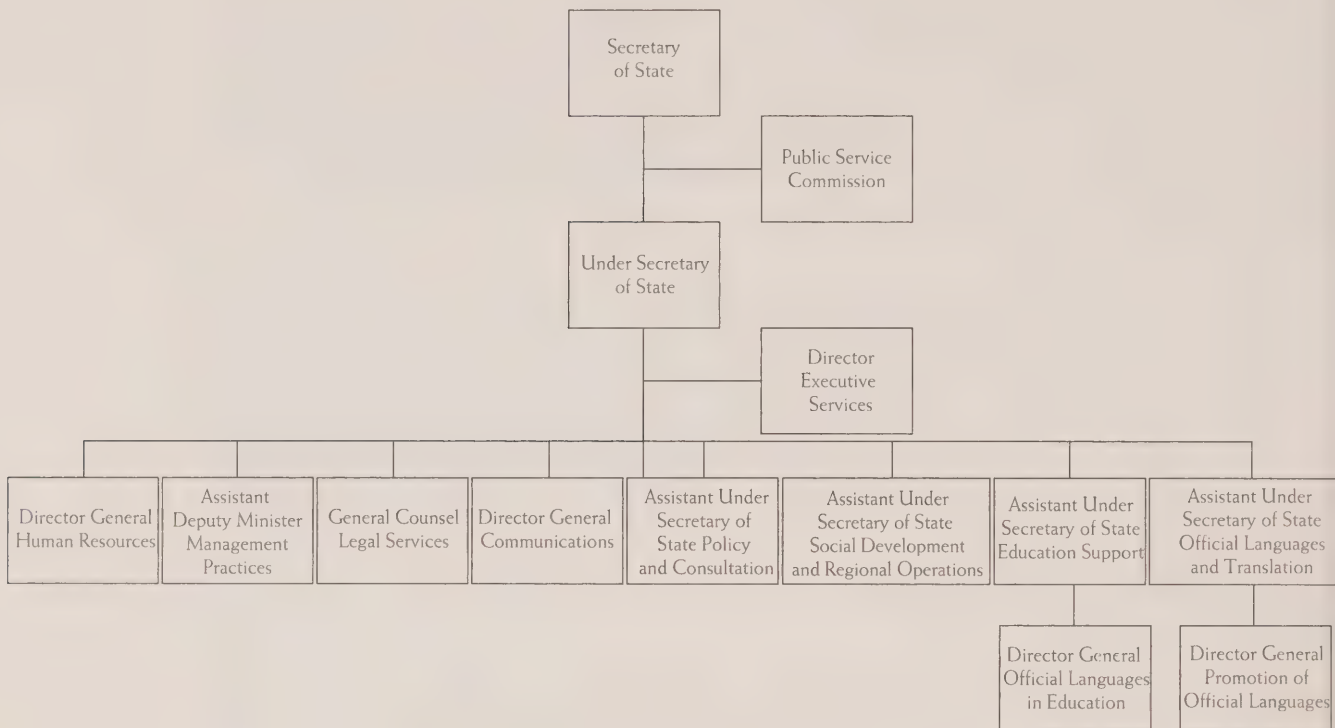 Secretary
of State
Public Service
Commission
Under Secretary
of State
Director
Executive
Services
Director General
Human Resources
Assistant
Deputy Minister
Management
Practices
General Counsel
Legal Services
Director General
Communications
Assistant Under
Secretary of
State Policy
and Consultation
Assistant Under
Secretary of State
Social Development
and Regional Operations
Assistant Under
Secretary of State
Education Support
Assistant Under
Secretary of State
Official Languages
and Translation
Director General
Official Languages
in Education
Director General
Promotion of
Official Languages